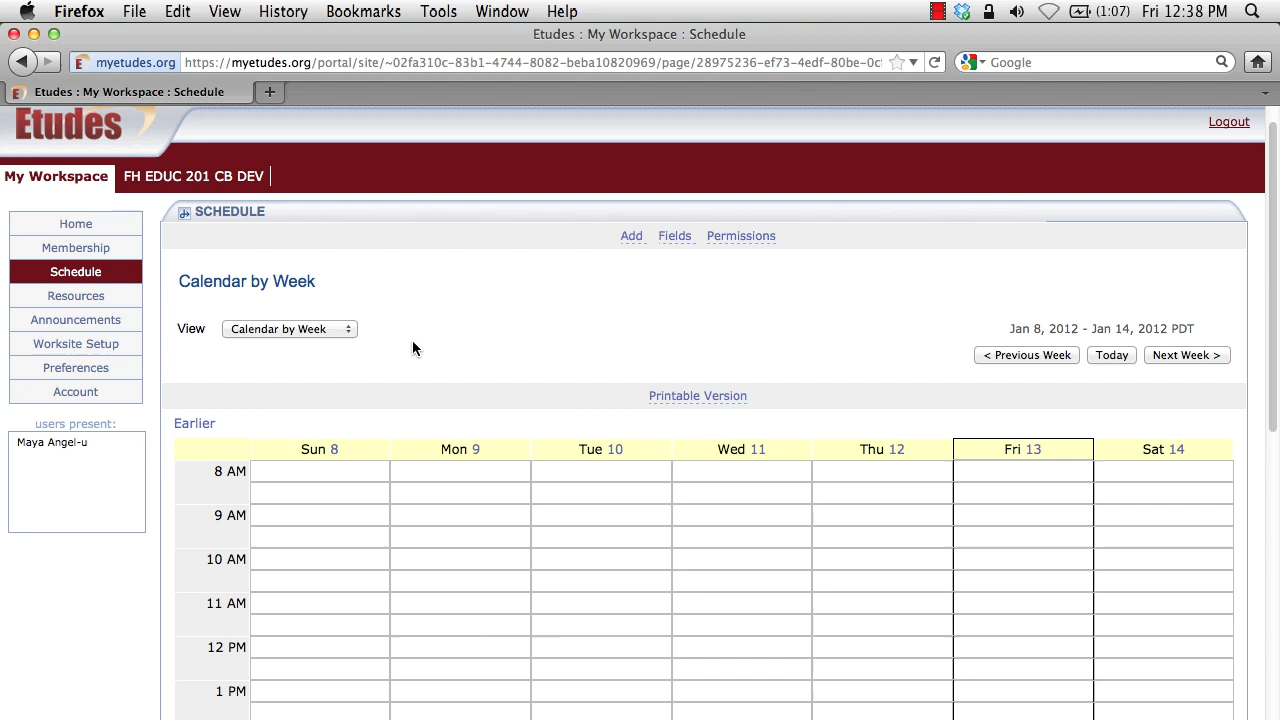 Firefox File Edit View History Bookmarks Tools Window Help (1:07) Fri 12:38 PM
Etudes : My Workspace : Schedule
myetudes.org https://myetudes.org/portal/site/~02fa310c-83b1-4744-8082-beba10820969/page/28975236-ef73-4edf-80be-0cf Google
Etudes : My Workspace : Schedule
Etudes
Logout
My Workspace FH EDUC 201 CB DEV
Home
Membership
Schedule
Resources
Announcements
Worksite Setup
Preferences
Account
users present:
Maya Angel-u
SCHEDULE
Add Fields Permissions
Calendar by Week
View Calendar by Week
Jan 8, 2012 - Jan 14, 2012 PDT
< Previous Week Today Next Week >
Printable Version
Earlier
Sun 8 Mon 9 Tue 10 Wed 11 Thu 12 Fri 13 Sat 14
8 AM
9 AM
10 AM
11 AM
12 PM
1 PM